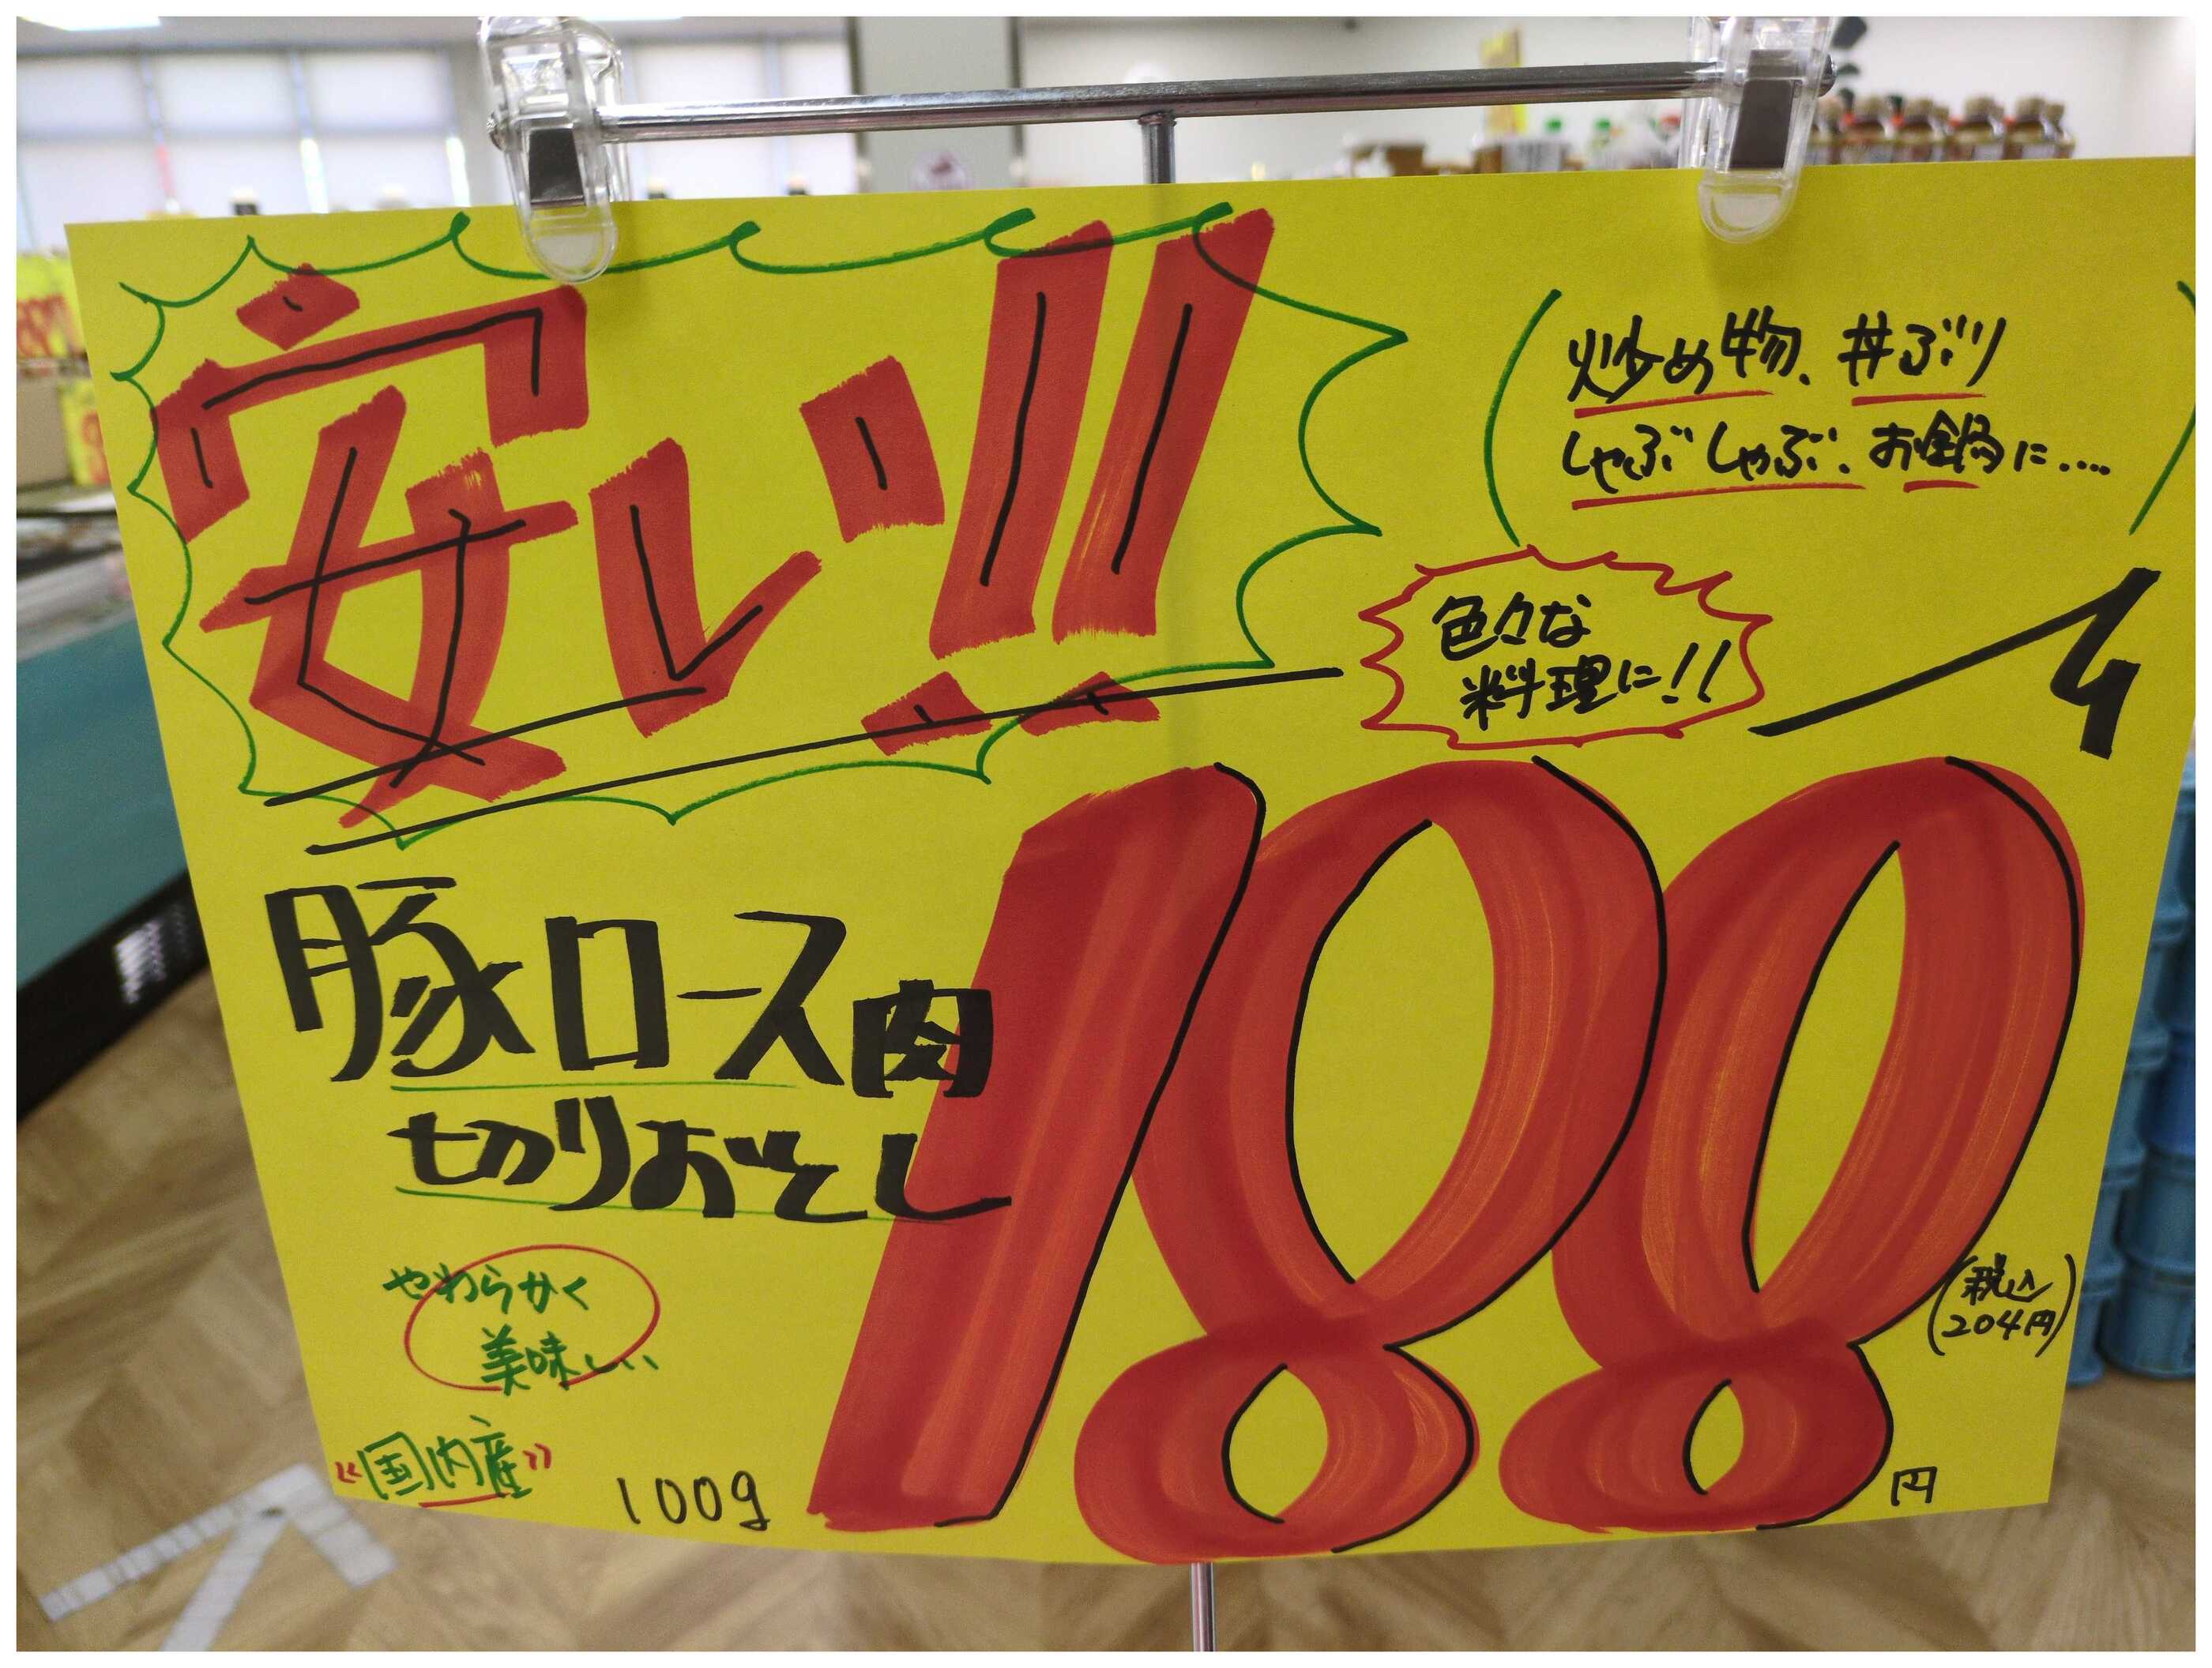 安い!!
(炒め物、丼ぶり
しゃぶしゃぶ、お鍋に....)
色々な
料理に!!
豚ロース肉
切りおとし
やわらかく
美味しい
"国内産"
100g
188
円
(税込
204円)